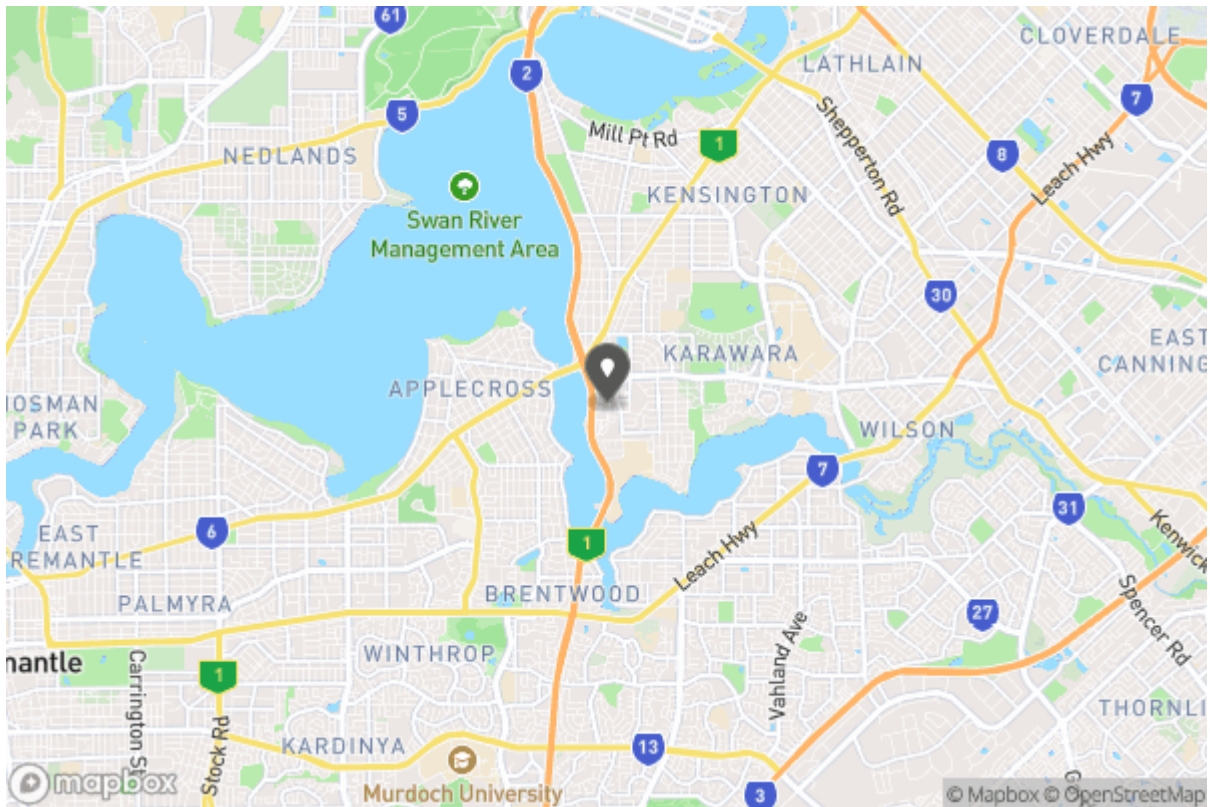 61
CLOVERDALE
LATHLAIN
2
7
5
Mill Pt Rd
1
Shepperton Rd
8
NEDLANDS
Leach Hwy
KENSINGTON
Swan River
Management Area
30
EAST
CANNING
KARAWARA
APPLECROSS
MOSMAN
PARK
WILSON
7
31
6
1
EAST
FREMANTLE
Leach Hwy
Kenwick
BRENTWOOD
PALMYRA
27
Spencer Rd
Vahland Ave
mantle
WINTHROP
1
Carrington St
Stock Rd
THORNLI
KARDINYA
13
Murdoch University
3
G
mapbox
© Mapbox © OpenStreetMap